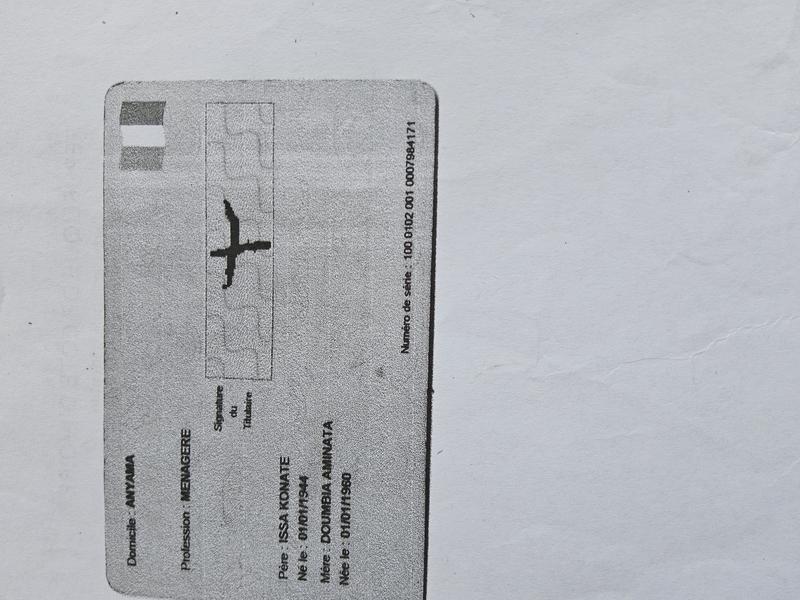 Domicile : ANYAMA
Profession : MENAGERE
Signature
du
Titulaire
Père : ISSA KONATE
Né le : 01/01/1944
Mère : DOUMBIA AMINATA
Née le : 01/01/1960
Numéro de série : 100 0102 001 0007984171